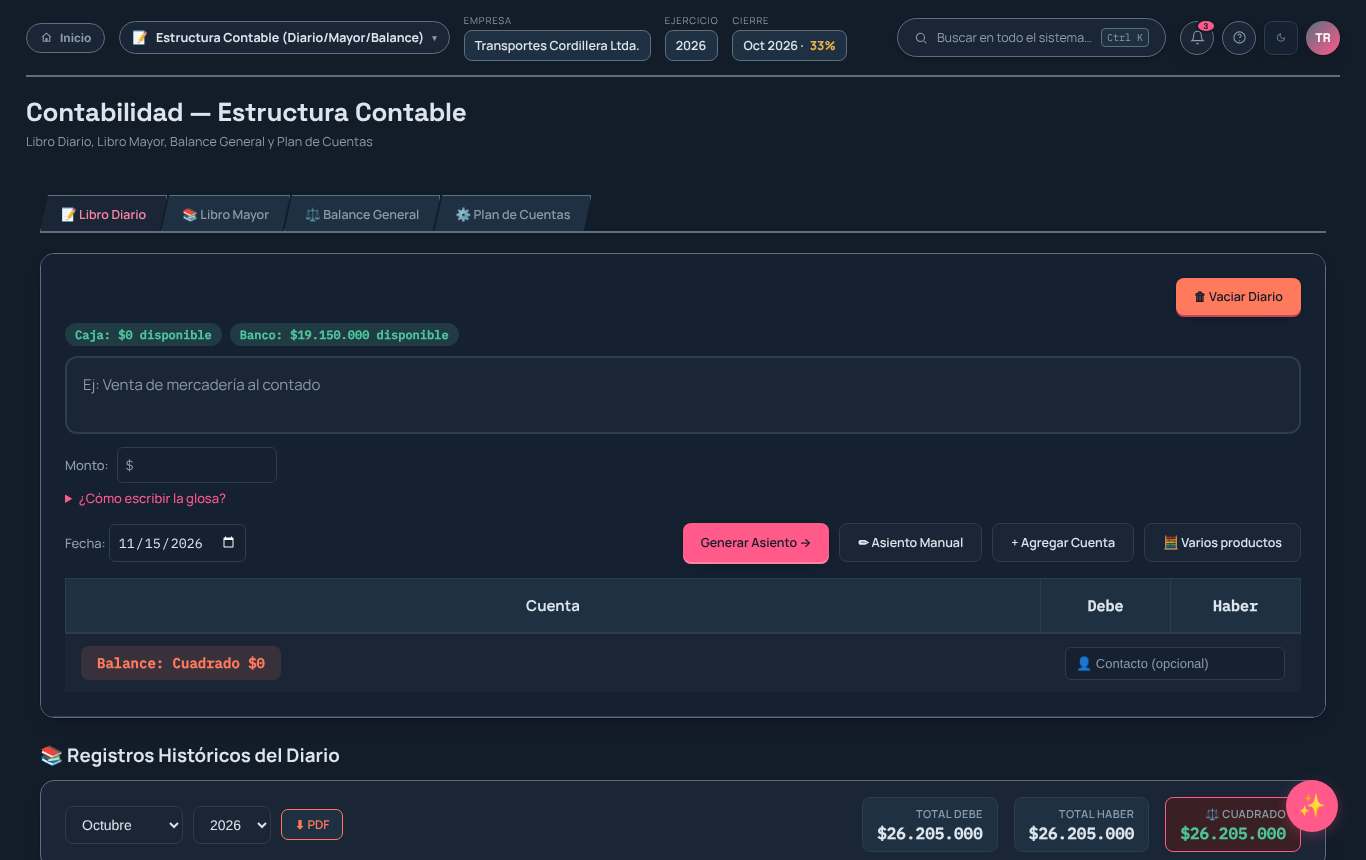 Inicio
Estructura Contable (Diario/Mayor/Balance)
EMPRESA
Transportes Cordillera Ltda.
EJERCICIO
2026
CIERRE
Oct 2026 · 33%
Buscar en todo el sistema... Ctrl K
3
TR
Contabilidad — Estructura Contable
Libro Diario, Libro Mayor, Balance General y Plan de Cuentas
Libro Diario
Libro Mayor
Balance General
Plan de Cuentas
Vaciar Diario
Caja: $0 disponible
Banco: $19.150.000 disponible
Ej: Venta de mercadería al contado
Monto: $
¿Cómo escribir la glosa?
Fecha: 11/15/2026
Generar Asiento →
Asiento Manual
+ Agregar Cuenta
Varios productos
Cuenta Debe Haber
Balance: Cuadrado $0
Contacto (opcional)
Registros Históricos del Diario
Octubre
2026
PDF
TOTAL DEBE
$26.205.000
TOTAL HABER
$26.205.000
CUADRADO
$26.205.000